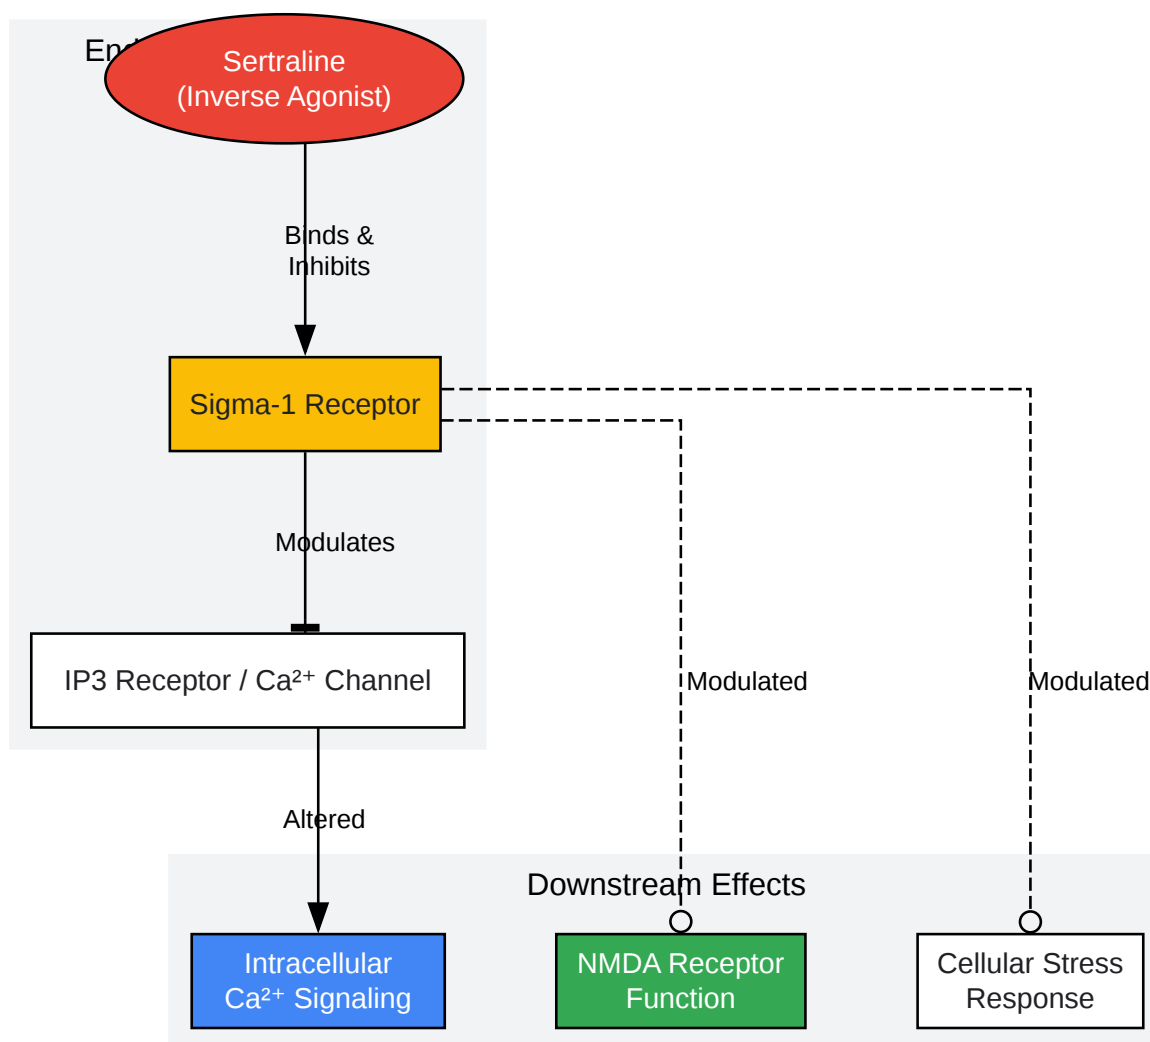 Sertraline
(Inverse Agonist)
Binds &
Inhibits
Sigma-1 Receptor
Modulates
IP3 Receptor / Ca²⁺ Channel
Modulated
Modulated
Altered
Downstream Effects
Intracellular
Ca²⁺ Signaling
NMDA Receptor
Function
Cellular Stress
Response